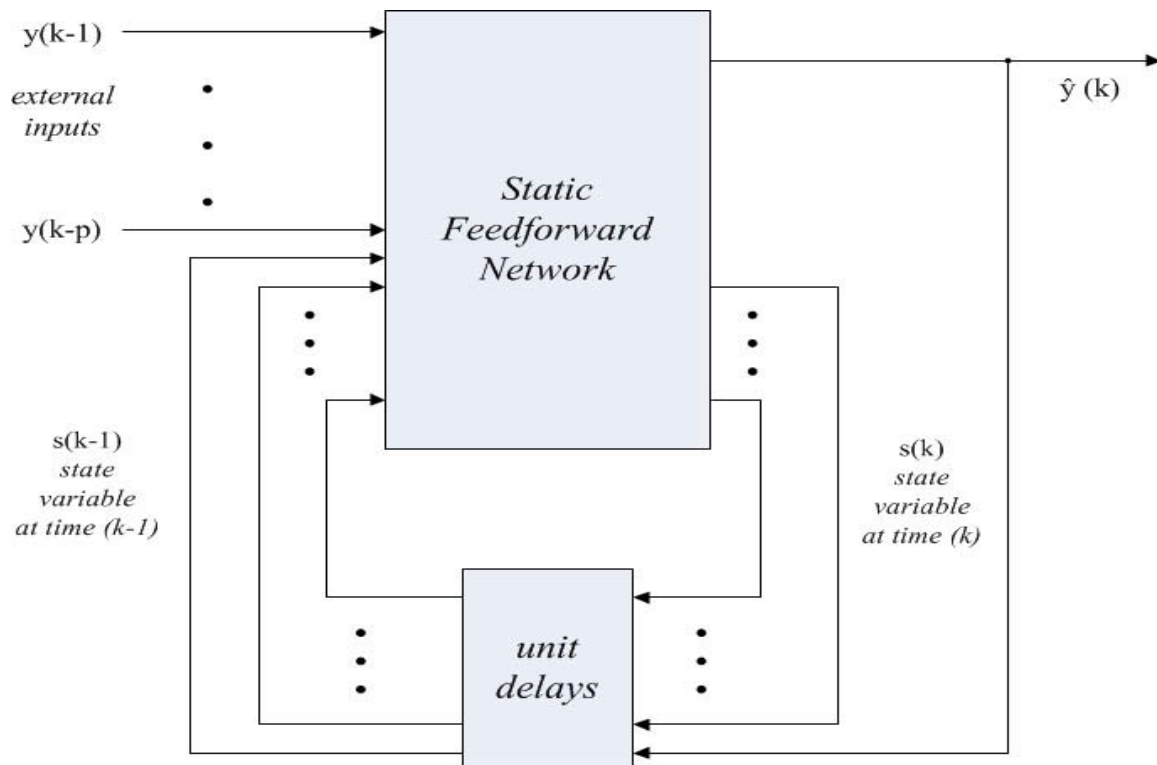 y(k-1)
external
inputs
y(k-p)
Static
Feedforward
Network
ŷ (k)
s(k-1)
state
variable
at time (k-1)
s(k)
state
variable
at time (k)
unit
delays